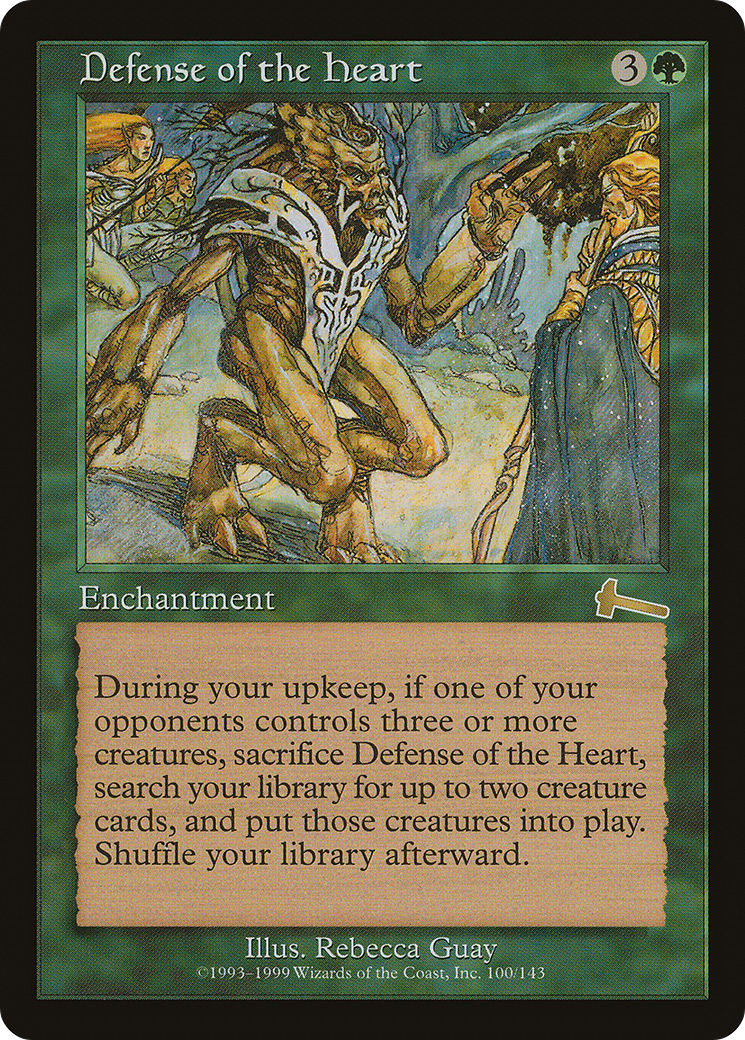 Defense of the Heart
3
Enchantment
During your upkeep, if one of your
opponents controls three or more
creatures, sacrifice Defense of the Heart,
search your library for up to two creature
cards, and put those creatures into play.
Shuffle your library afterward.
Illus. Rebecca Guay
©1993–1999 Wizards of the Coast, Inc. 100/143